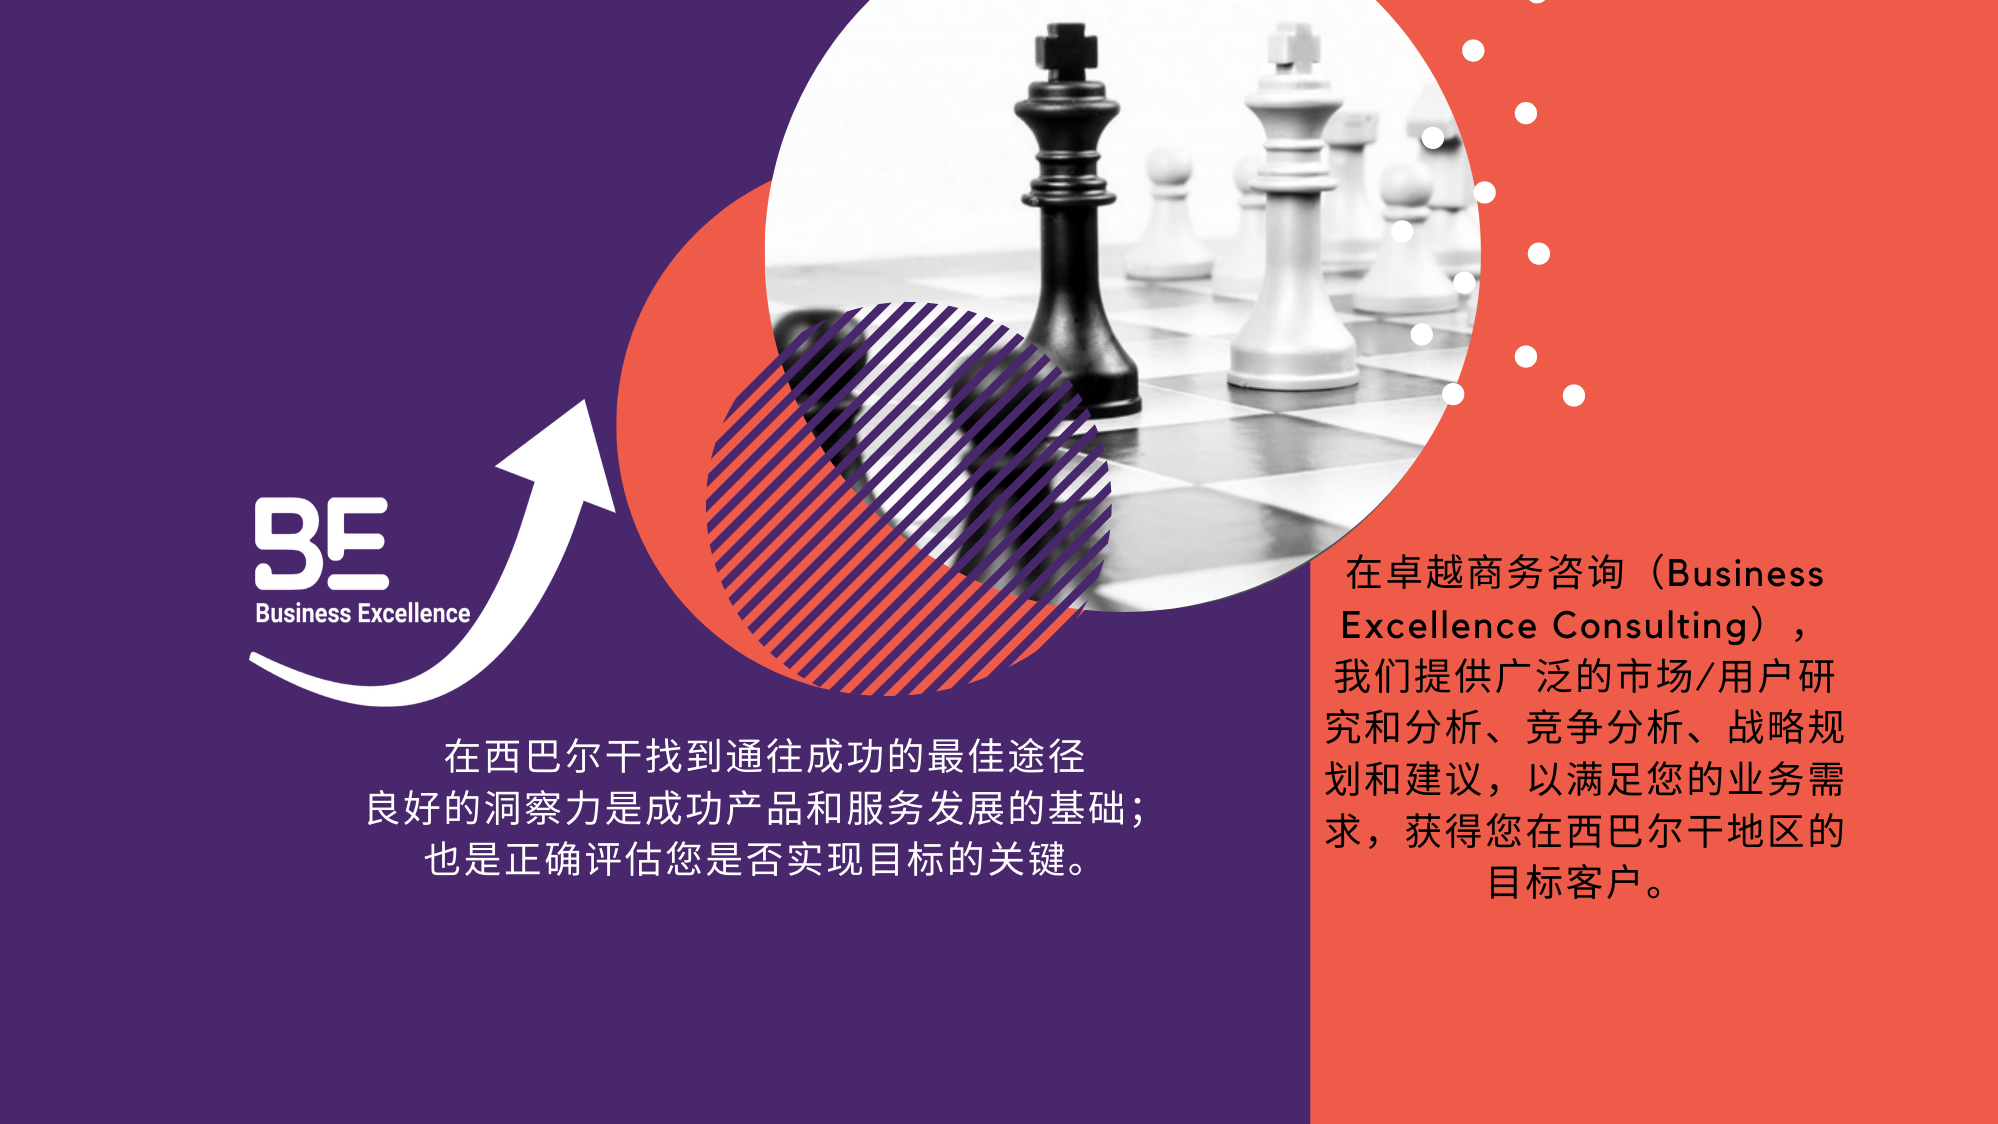 BE
Business Excellence
在西巴尔干找到通往成功的最佳途径
良好的洞察力是成功产品和服务发展的基础；
也是正确评估您是否实现目标的关键。
在卓越商务咨询（Business
Excellence Consulting），
我们提供广泛的市场/用户研
究和分析、竞争分析、战略规
划和建议，以满足您的业务需
求，获得您在西巴尔干地区的
目标客户。